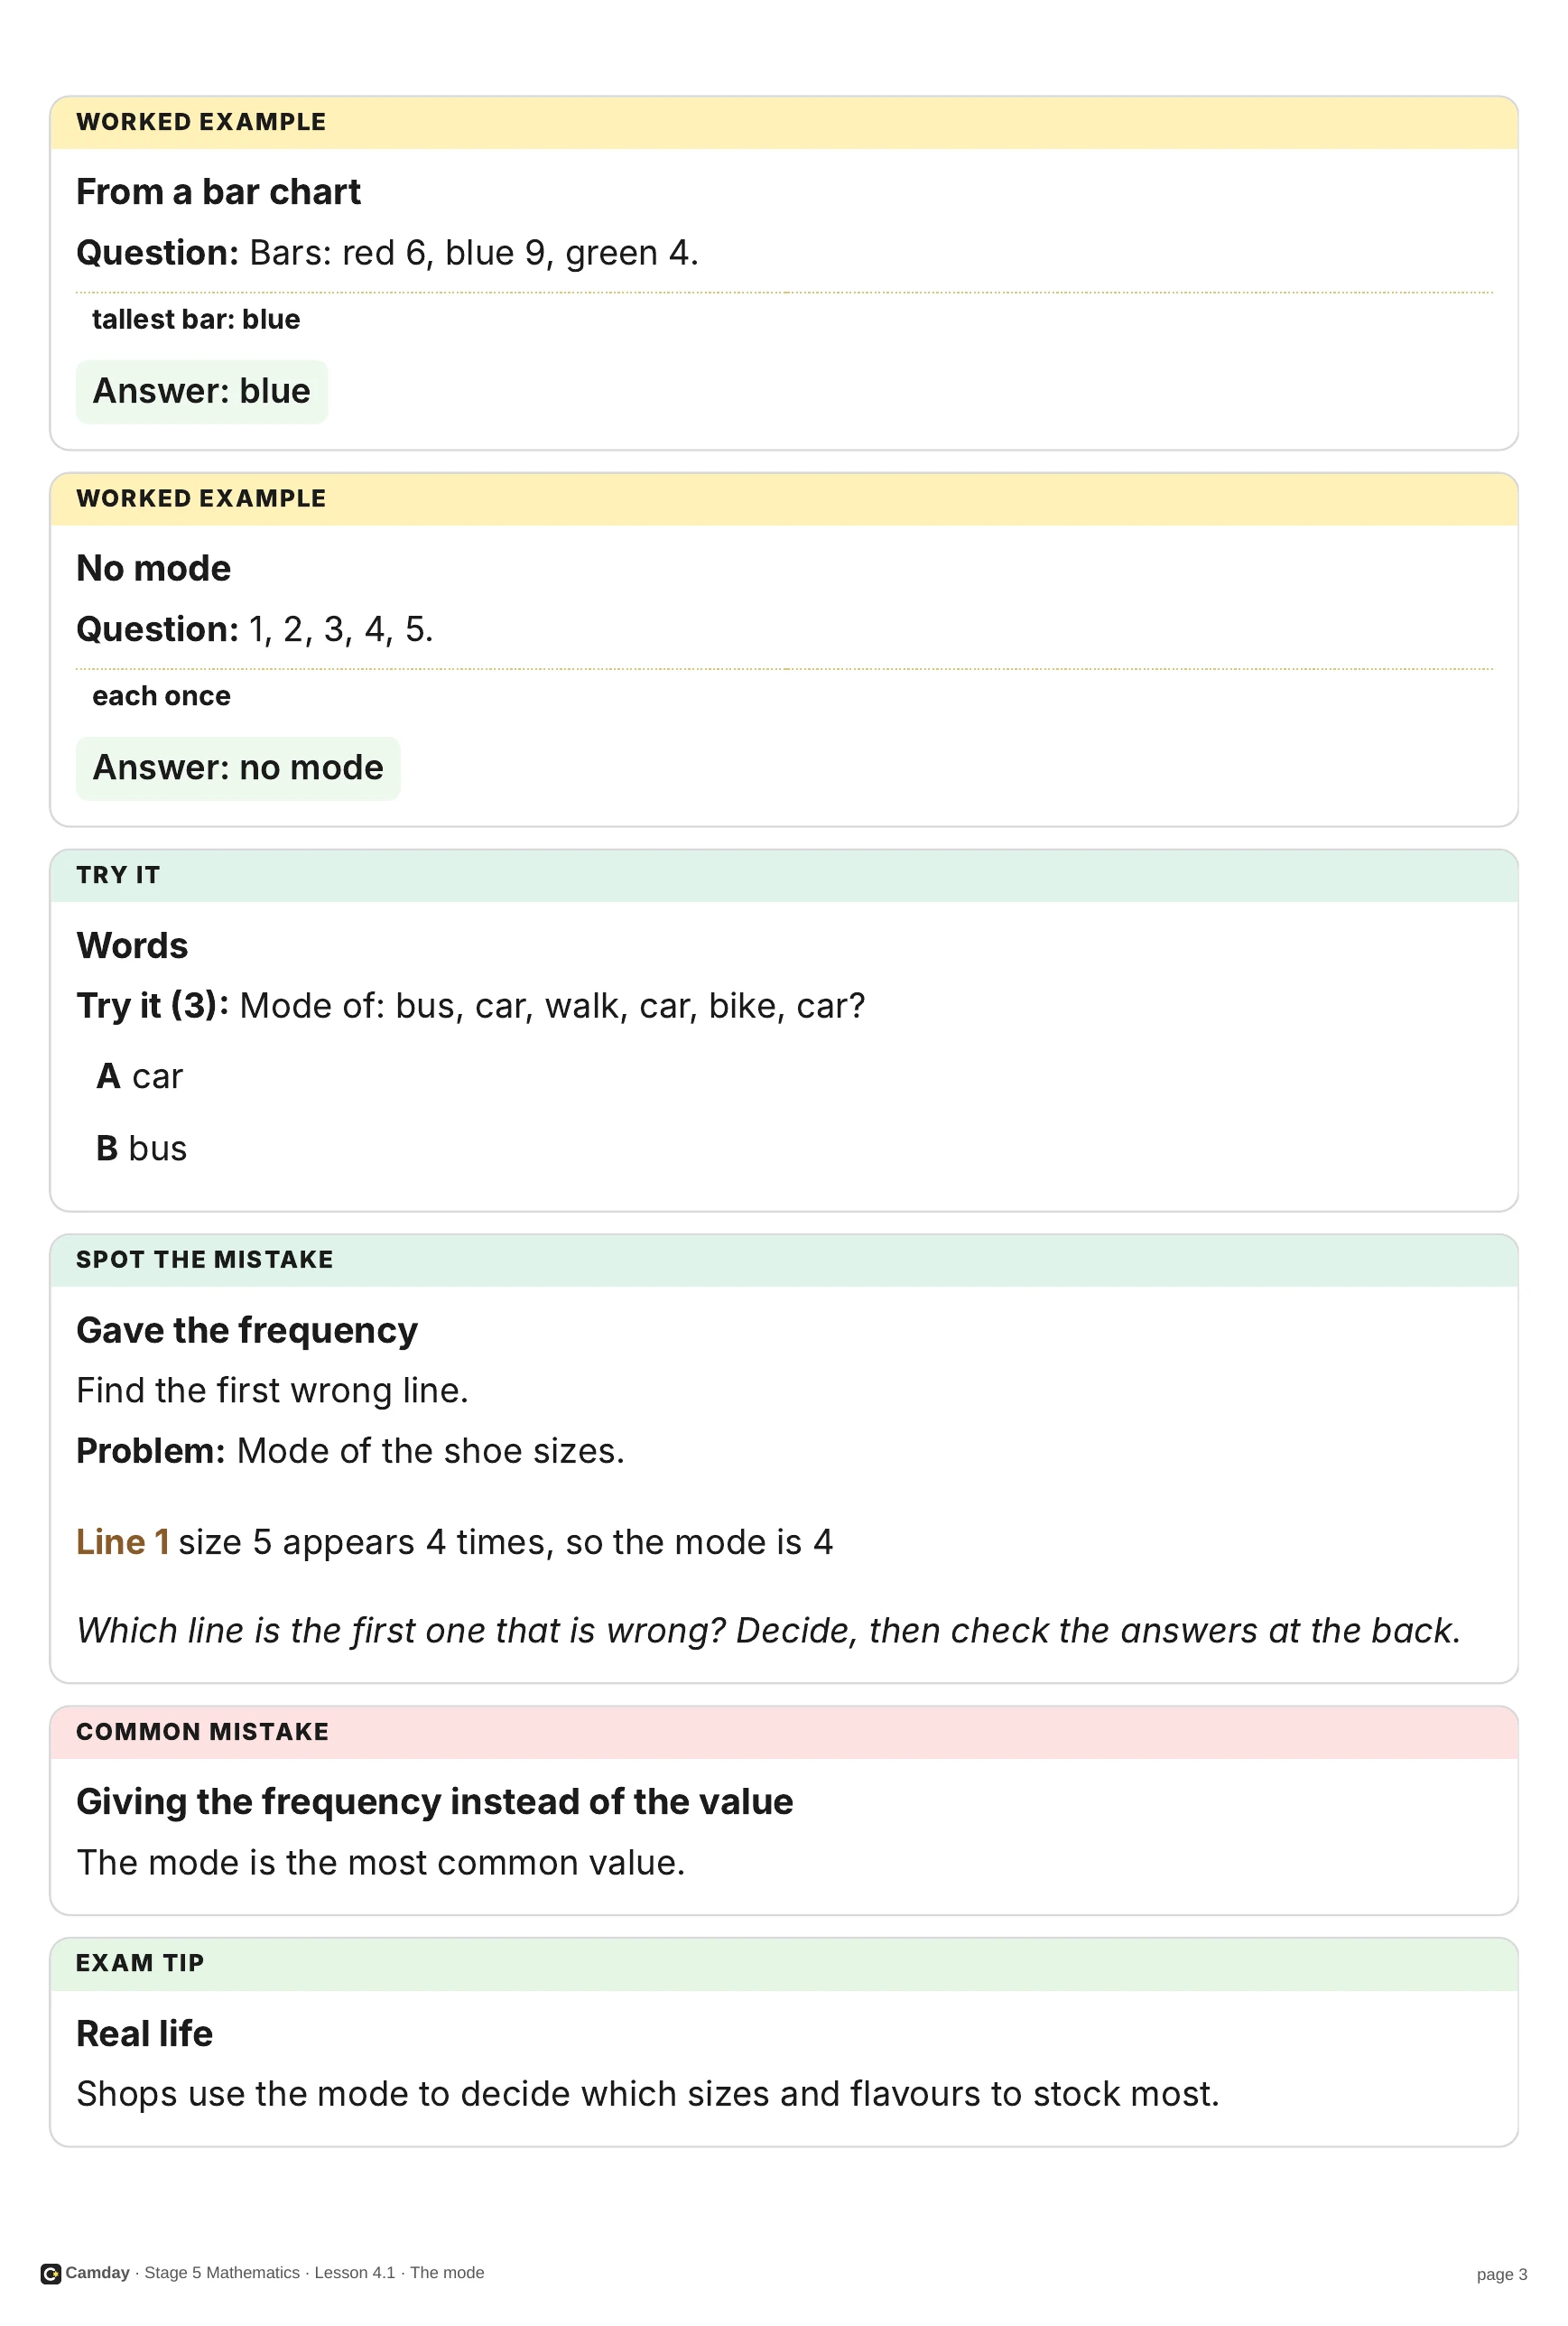 WORKED EXAMPLE
From a bar chart
Question: Bars: red 6, blue 9, green 4.
tallest bar: blue
Answer: blue
WORKED EXAMPLE
No mode
Question: 1, 2, 3, 4, 5.
each once
Answer: no mode
TRY IT
Words
Try it (3): Mode of: bus, car, walk, car, bike, car?
A car
B bus
SPOT THE MISTAKE
Gave the frequency
Find the first wrong line.
Problem: Mode of the shoe sizes.
Line 1 size 5 appears 4 times, so the mode is 4
Which line is the first one that is wrong? Decide, then check the answers at the back.
COMMON MISTAKE
Giving the frequency instead of the value
The mode is the most common value.
EXAM TIP
Real life
Shops use the mode to decide which sizes and flavours to stock most.
Camday · Stage 5 Mathematics · Lesson 4.1 · The mode
page 3